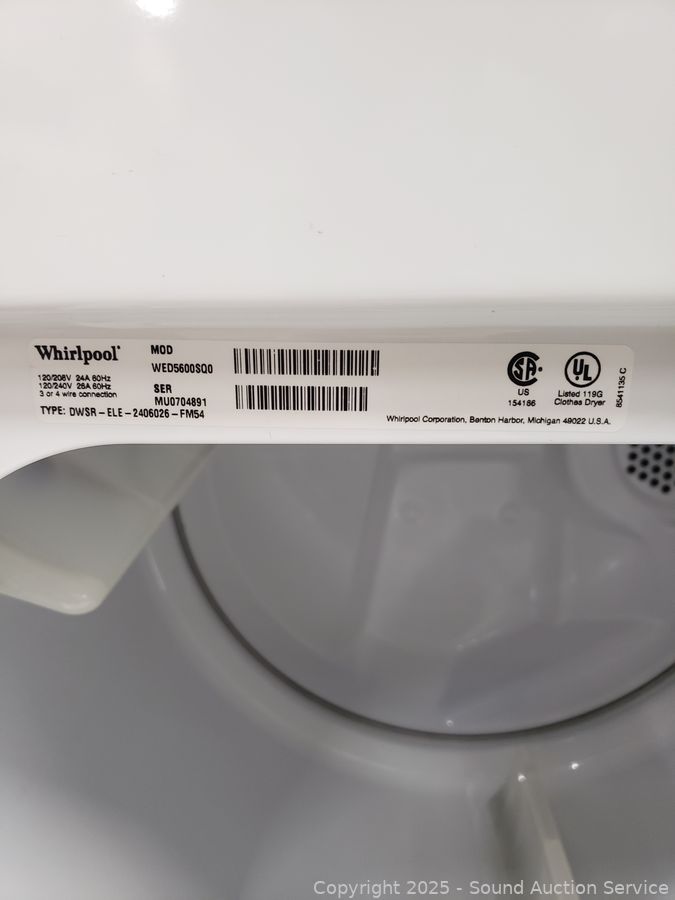 Whirlpool
120/208V 24A 60Hz
120/240V 26A 60Hz
3 or 4 wire connection
TYPE: DWSR-ELE-2406026-FM54
MOD
WED5600SQ0
SER
MU0704891
SA
US
154186
UL
Listed 119G
Clothes Dryer
8541135 C
Whirlpool Corporation, Benton Harbor, Michigan 49022 U.S.A.
Copyright 2025 - Sound Auction Service